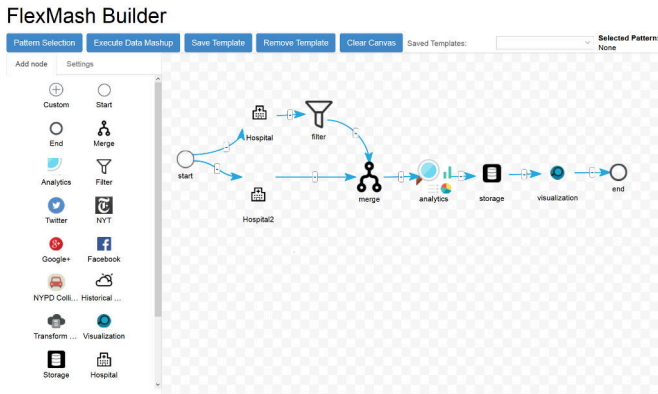 FlexMash Builder
Pattern Selection Execute Data Mashup Save Template Remove Template Clear Canvas Saved Templates: Selected Pattern:
None
Add node Settings
Custom Start
End Merge
Analytics Filter
Twitter NYT
Google+ Facebook
NYPD Colli... Historical ...
Transform ... Visualization
Storage Hospital
Hospital
filter
start
Hospital2
merge
analytics
storage
visualization
end